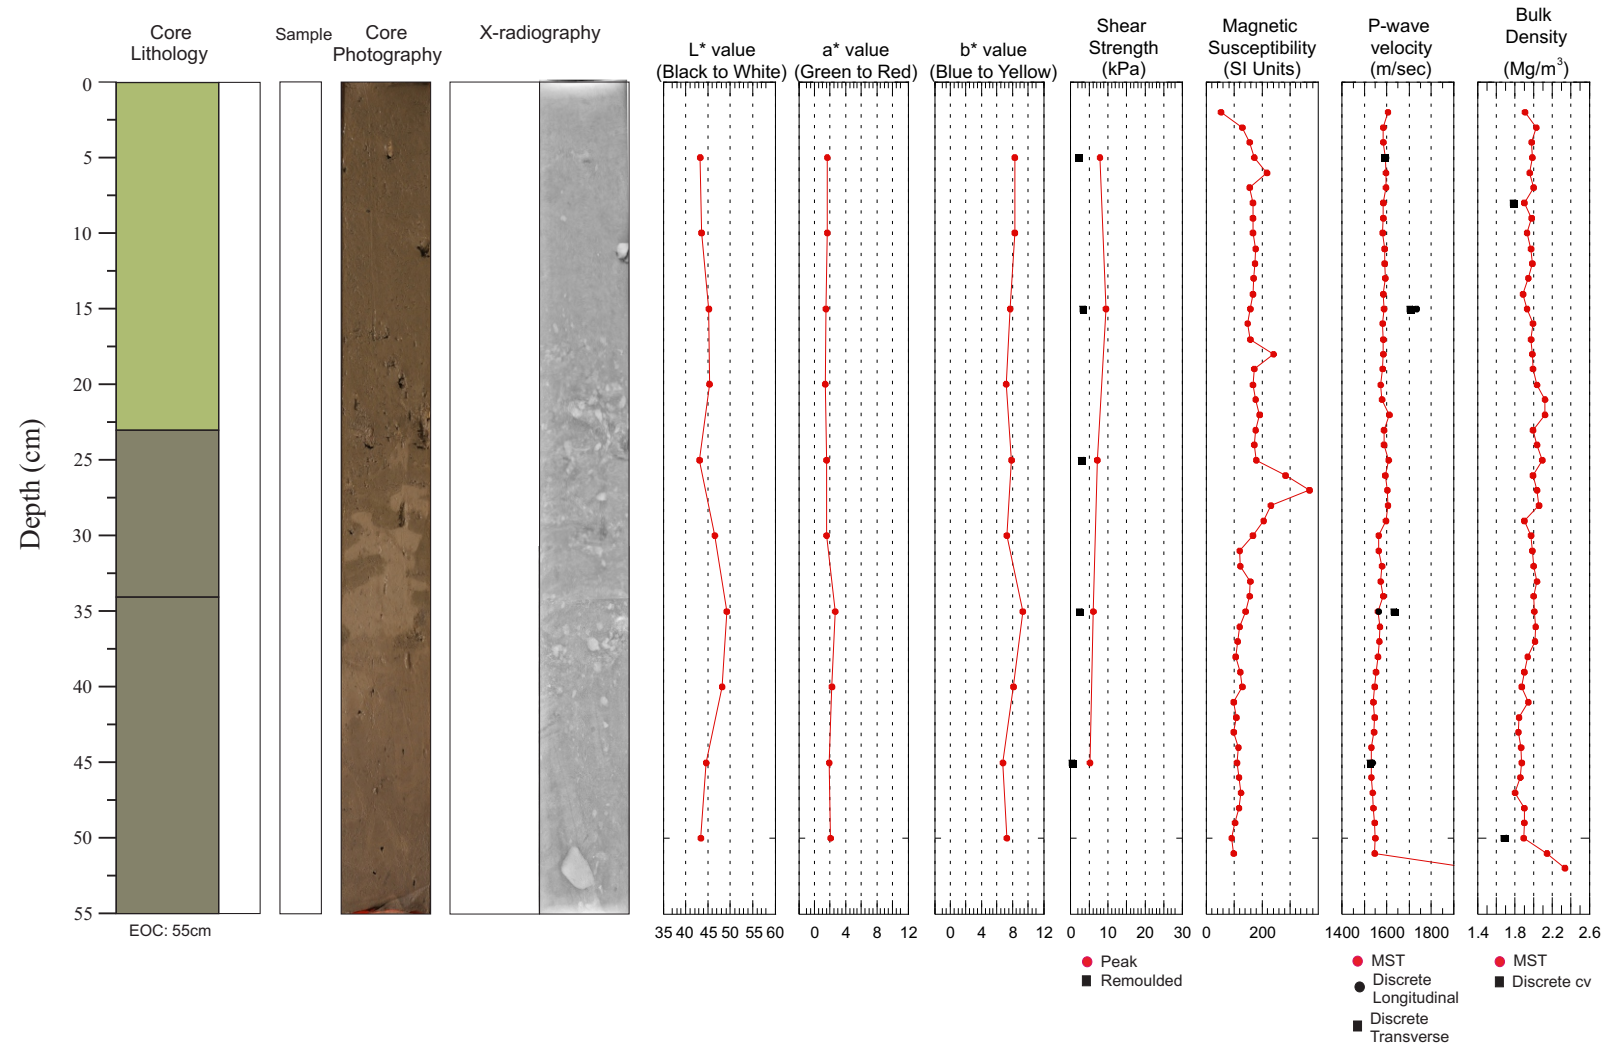 Core
Lithology
Sample
Core
Photography
X-radiography
L* value
(Black to White)
a* value
(Green to Red)
b* value
(Blue to Yellow)
Shear
Strength
(kPa)
Magnetic
Susceptibility
(SI Units)
P-wave
velocity
(m/sec)
Bulk
Density
(Mg/m³)
Depth (cm)
0
5
10
15
20
25
30
35
40
45
50
55
EOC: 55cm
35 40 45 50 55 60
0 4 8 12
0 4 8 12
0 10 20 30
0 200
1400 1600 1800
1.4 1.8 2.2 2.6
Peak
Remoulded
MST
Discrete
Longitudinal
Discrete
Transverse
MST
Discrete cv